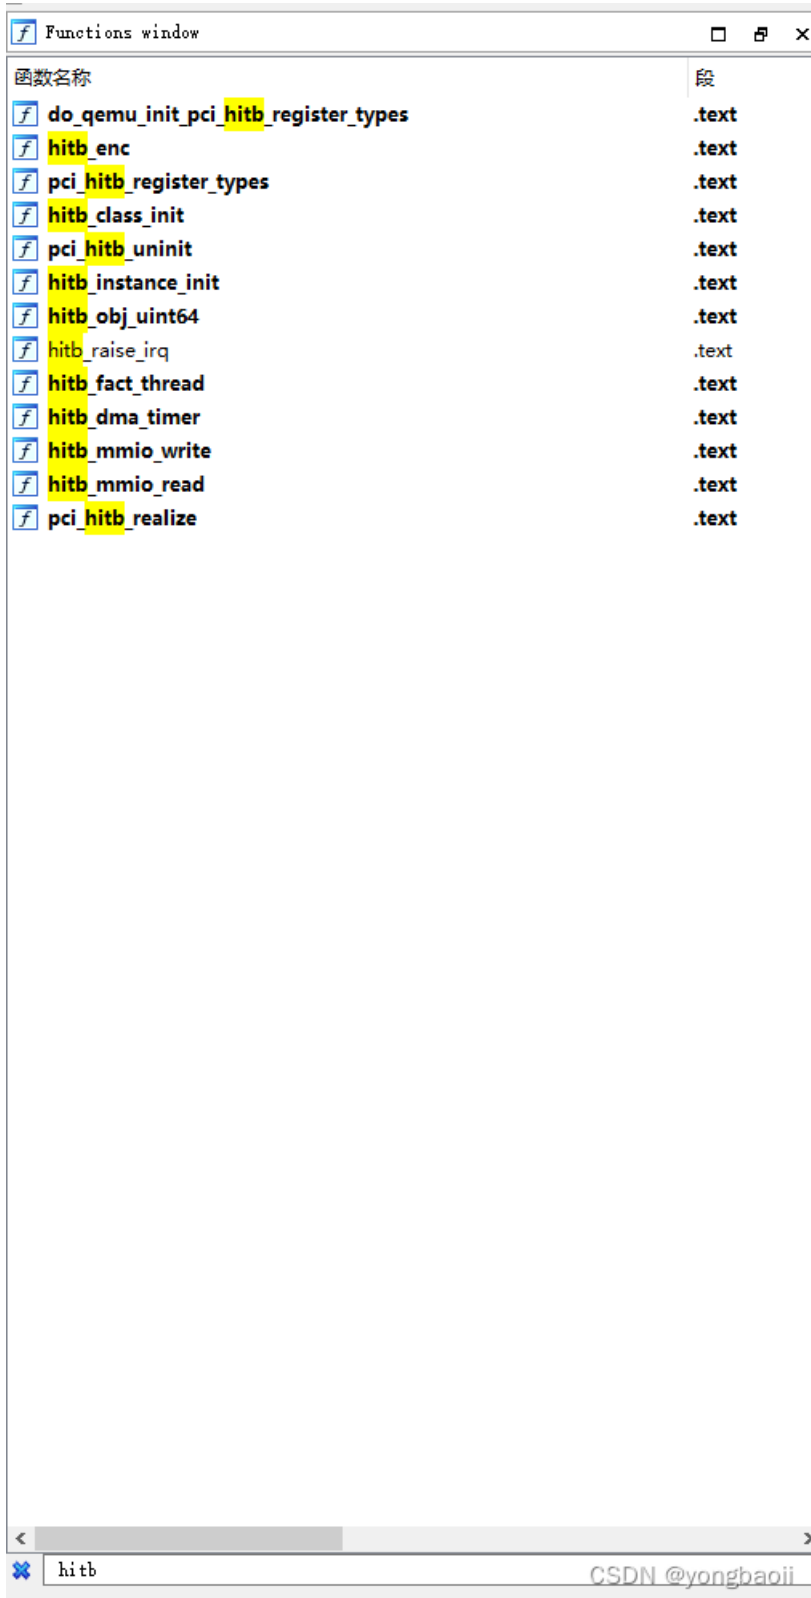 Functions window
函数名称 段
do_qemu_init_pci_hitb_register_types .text
hitb_enc .text
pci_hitb_register_types .text
hitb_class_init .text
pci_hitb_uninit .text
hitb_instance_init .text
hitb_obj_uint64 .text
hitb_raise_irq .text
hitb_fact_thread .text
hitb_dma_timer .text
hitb_mmio_write .text
hitb_mmio_read .text
pci_hitb_realize .text
hitb
CSDN @yongbaoii